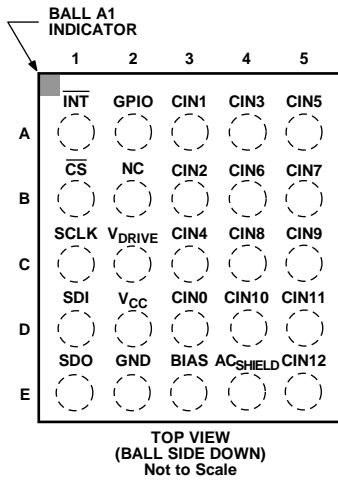 BALL A1
INDICATOR
1 2 3 4 5
INT GPIO CIN1 CIN3 CIN5
A
CS NC CIN2 CIN6 CIN7
B
SCLK VDRIVE CIN4 CIN8 CIN9
C
SDI VCC CIN0 CIN10 CIN11
D
SDO GND BIAS ACSHIELD CIN12
E
TOP VIEW
(BALL SIDE DOWN)
Not to Scale